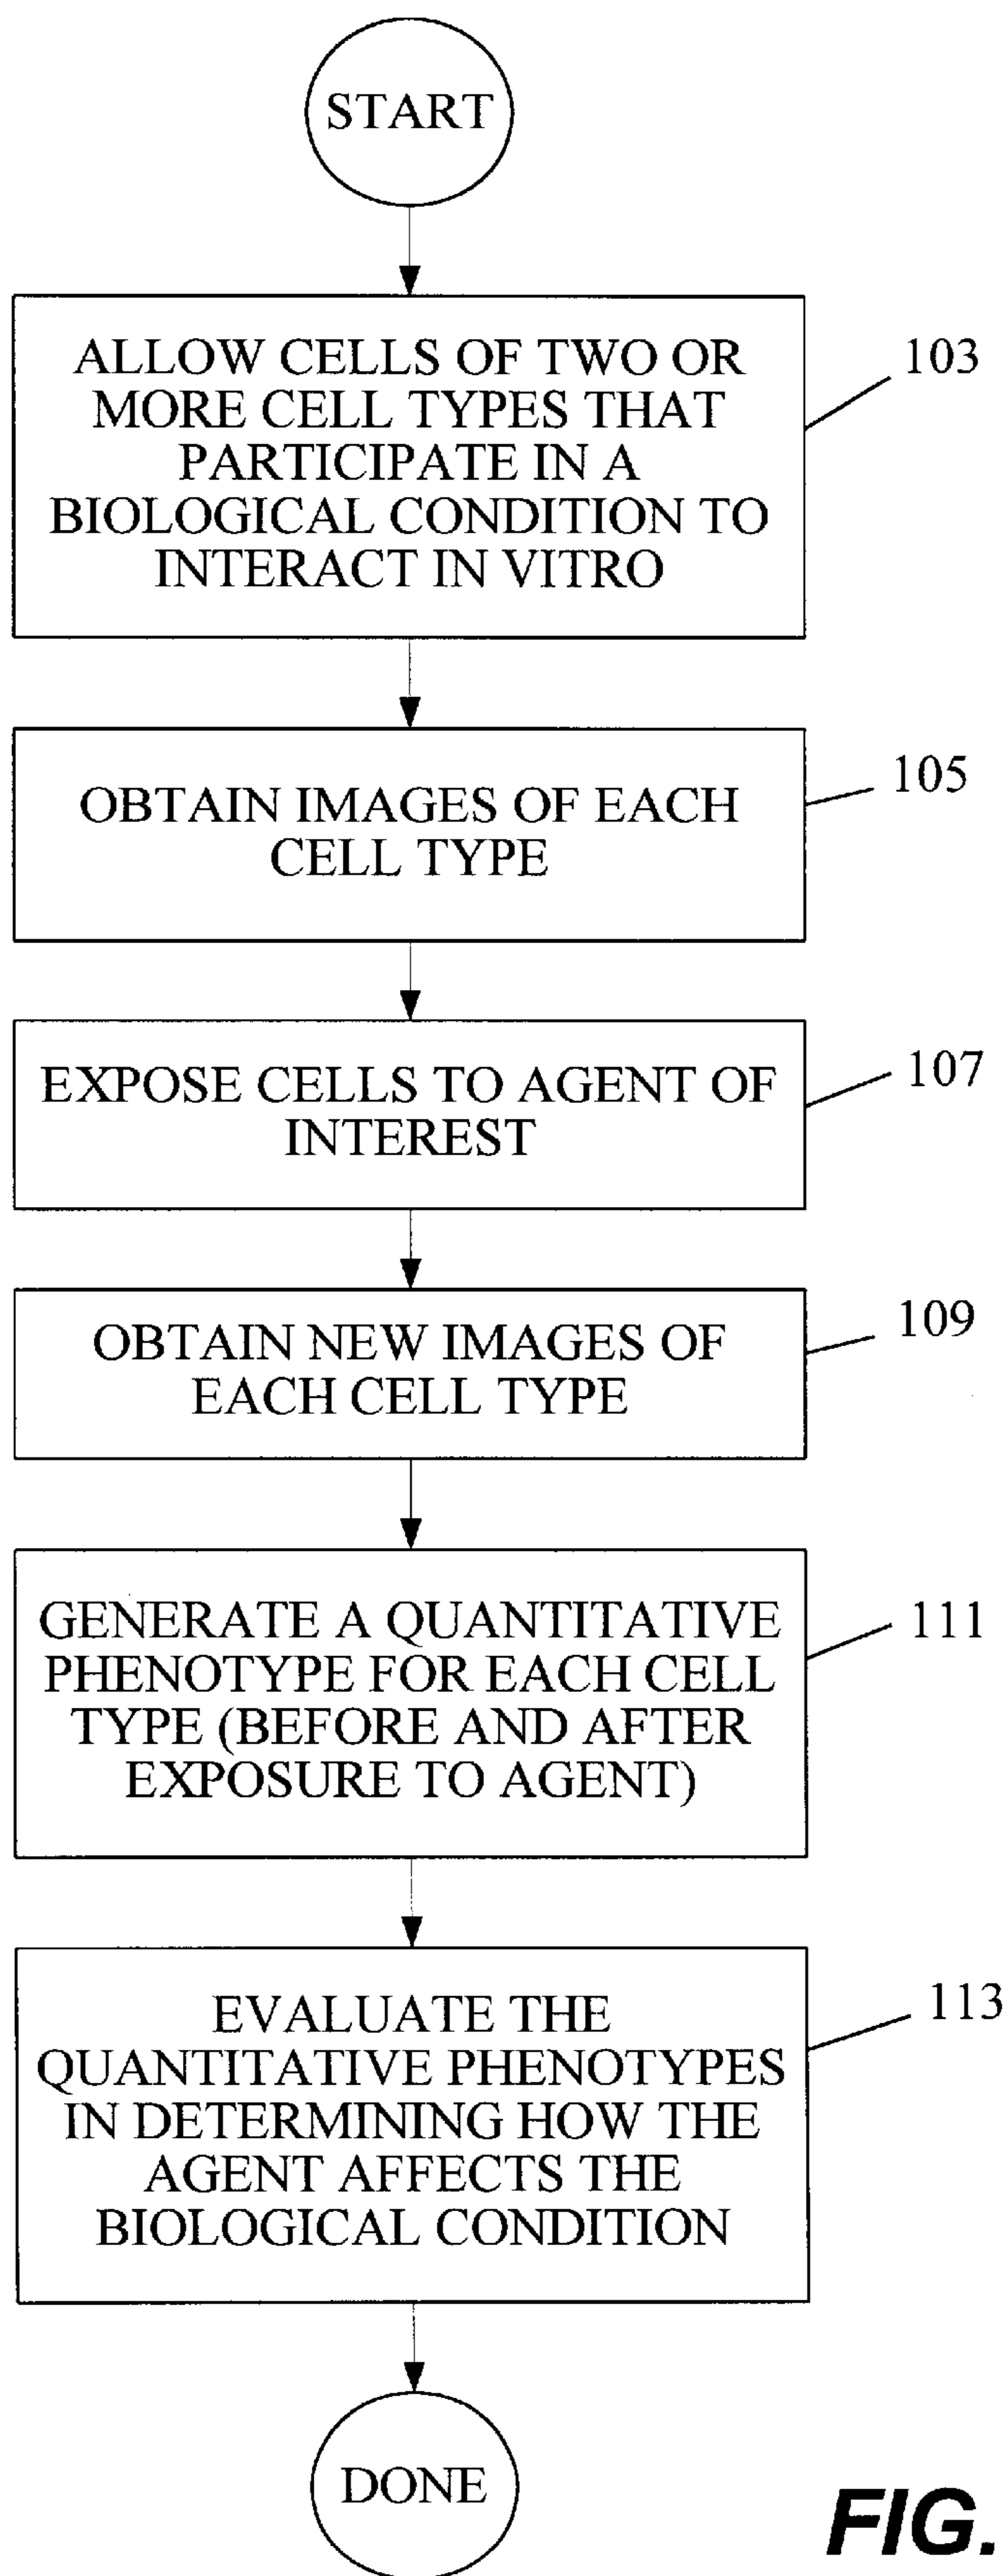 START
ALLOW CELLS OF TWO OR
MORE CELL TYPES THAT
PARTICIPATE IN A
BIOLOGICAL CONDITION TO
INTERACT IN VITRO
103
OBTAIN IMAGES OF EACH
CELL TYPE
105
EXPOSE CELLS TO AGENT OF
INTEREST
107
OBTAIN NEW IMAGES OF
EACH CELL TYPE
109
GENERATE A QUANTITATIVE
PHENOTYPE FOR EACH CELL
TYPE (BEFORE AND AFTER
EXPOSURE TO AGENT)
111
EVALUATE THE
QUANTITATIVE PHENOTYPES
IN DETERMINING HOW THE
AGENT AFFECTS THE
BIOLOGICAL CONDITION
113
DONE
FIG.